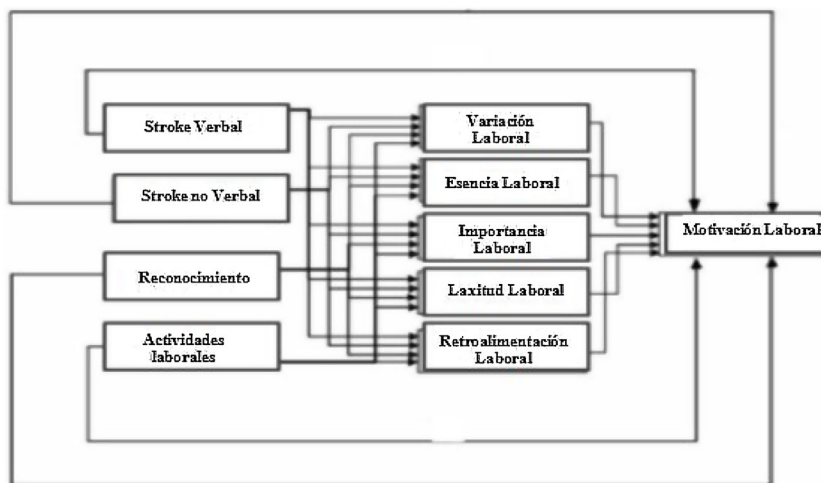 Stroke Verbal
Stroke no Verbal
Reconocimiento
Actividades
laborales
Variación
Laboral
Esencia Laboral
Importancia
Laboral
Laxitud Laboral
Retroalimentación
Laboral
Motivación Laboral